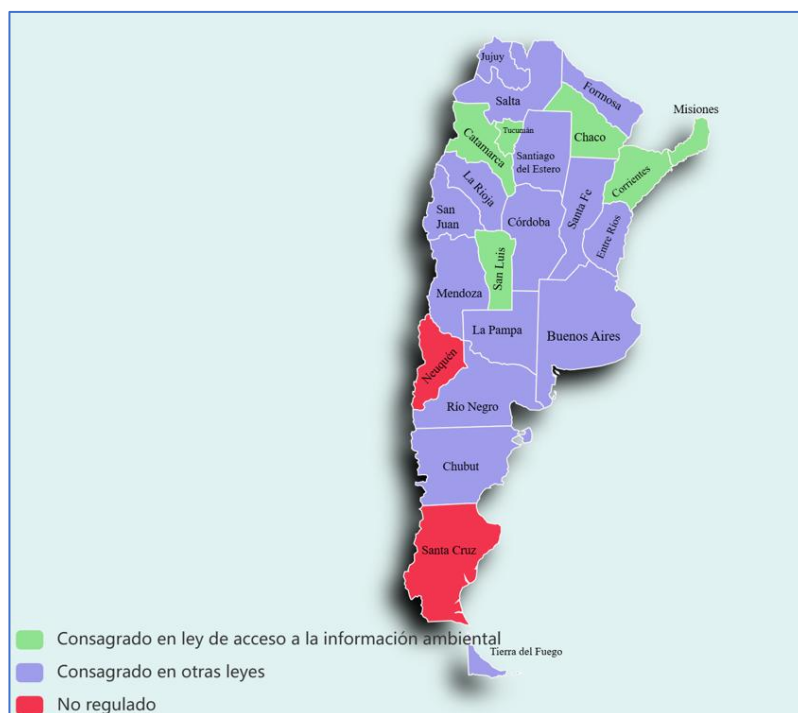 Jujuy
Formosa
Salta
Misiones
Tucumán
Chaco
Catamarca
Santiago
del Estero
Corrientes
La Rioja
Santa Fe
San
Juan
Córdoba
Entre Ríos
San Luis
Mendoza
La Pampa
Buenos Aires
Neuquén
Río Negro
Chubut
Santa Cruz
Consagrado en ley de acceso a la información ambiental
Tierra del Fuego
Consagrado en otras leyes
No regulado